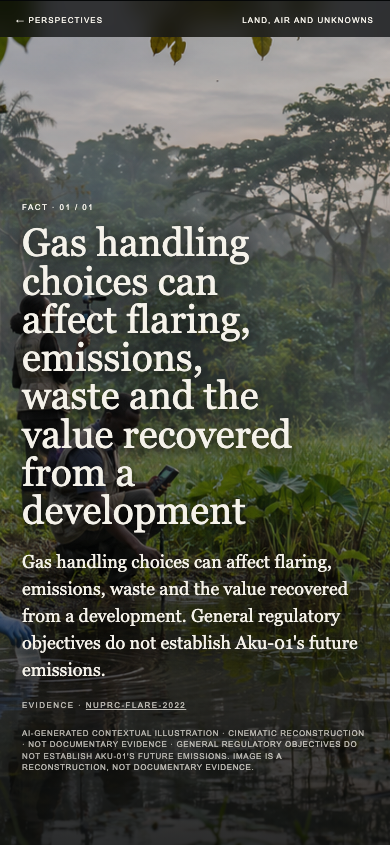 ← PERSPECTIVES
LAND, AIR AND UNKNOWNS
FACT · 01 / 01
Gas handling
choices can
affect flaring,
emissions,
waste and the
value recovered
from a
development
Gas handling choices can affect flaring,
emissions, waste and the value recovered
from a development. General regulatory
objectives do not establish Aku-01's future
emissions.
EVIDENCE · NUPRC-FLARE-2022
AI-GENERATED CONTEXTUAL ILLUSTRATION · CINEMATIC RECONSTRUCTION
· NOT DOCUMENTARY EVIDENCE · GENERAL REGULATORY OBJECTIVES DO
NOT ESTABLISH AKU-01'S FUTURE EMISSIONS. IMAGE IS A
RECONSTRUCTION, NOT DOCUMENTARY EVIDENCE.